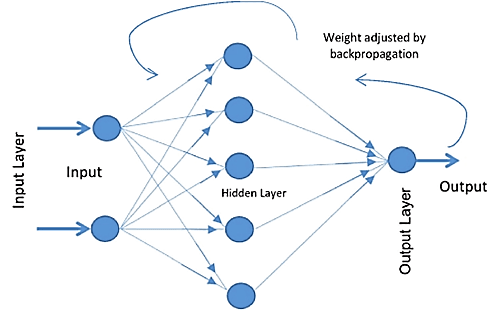 Weight adjusted by
backpropagation
Input Layer
Input
Hidden Layer
Output Layer
Output